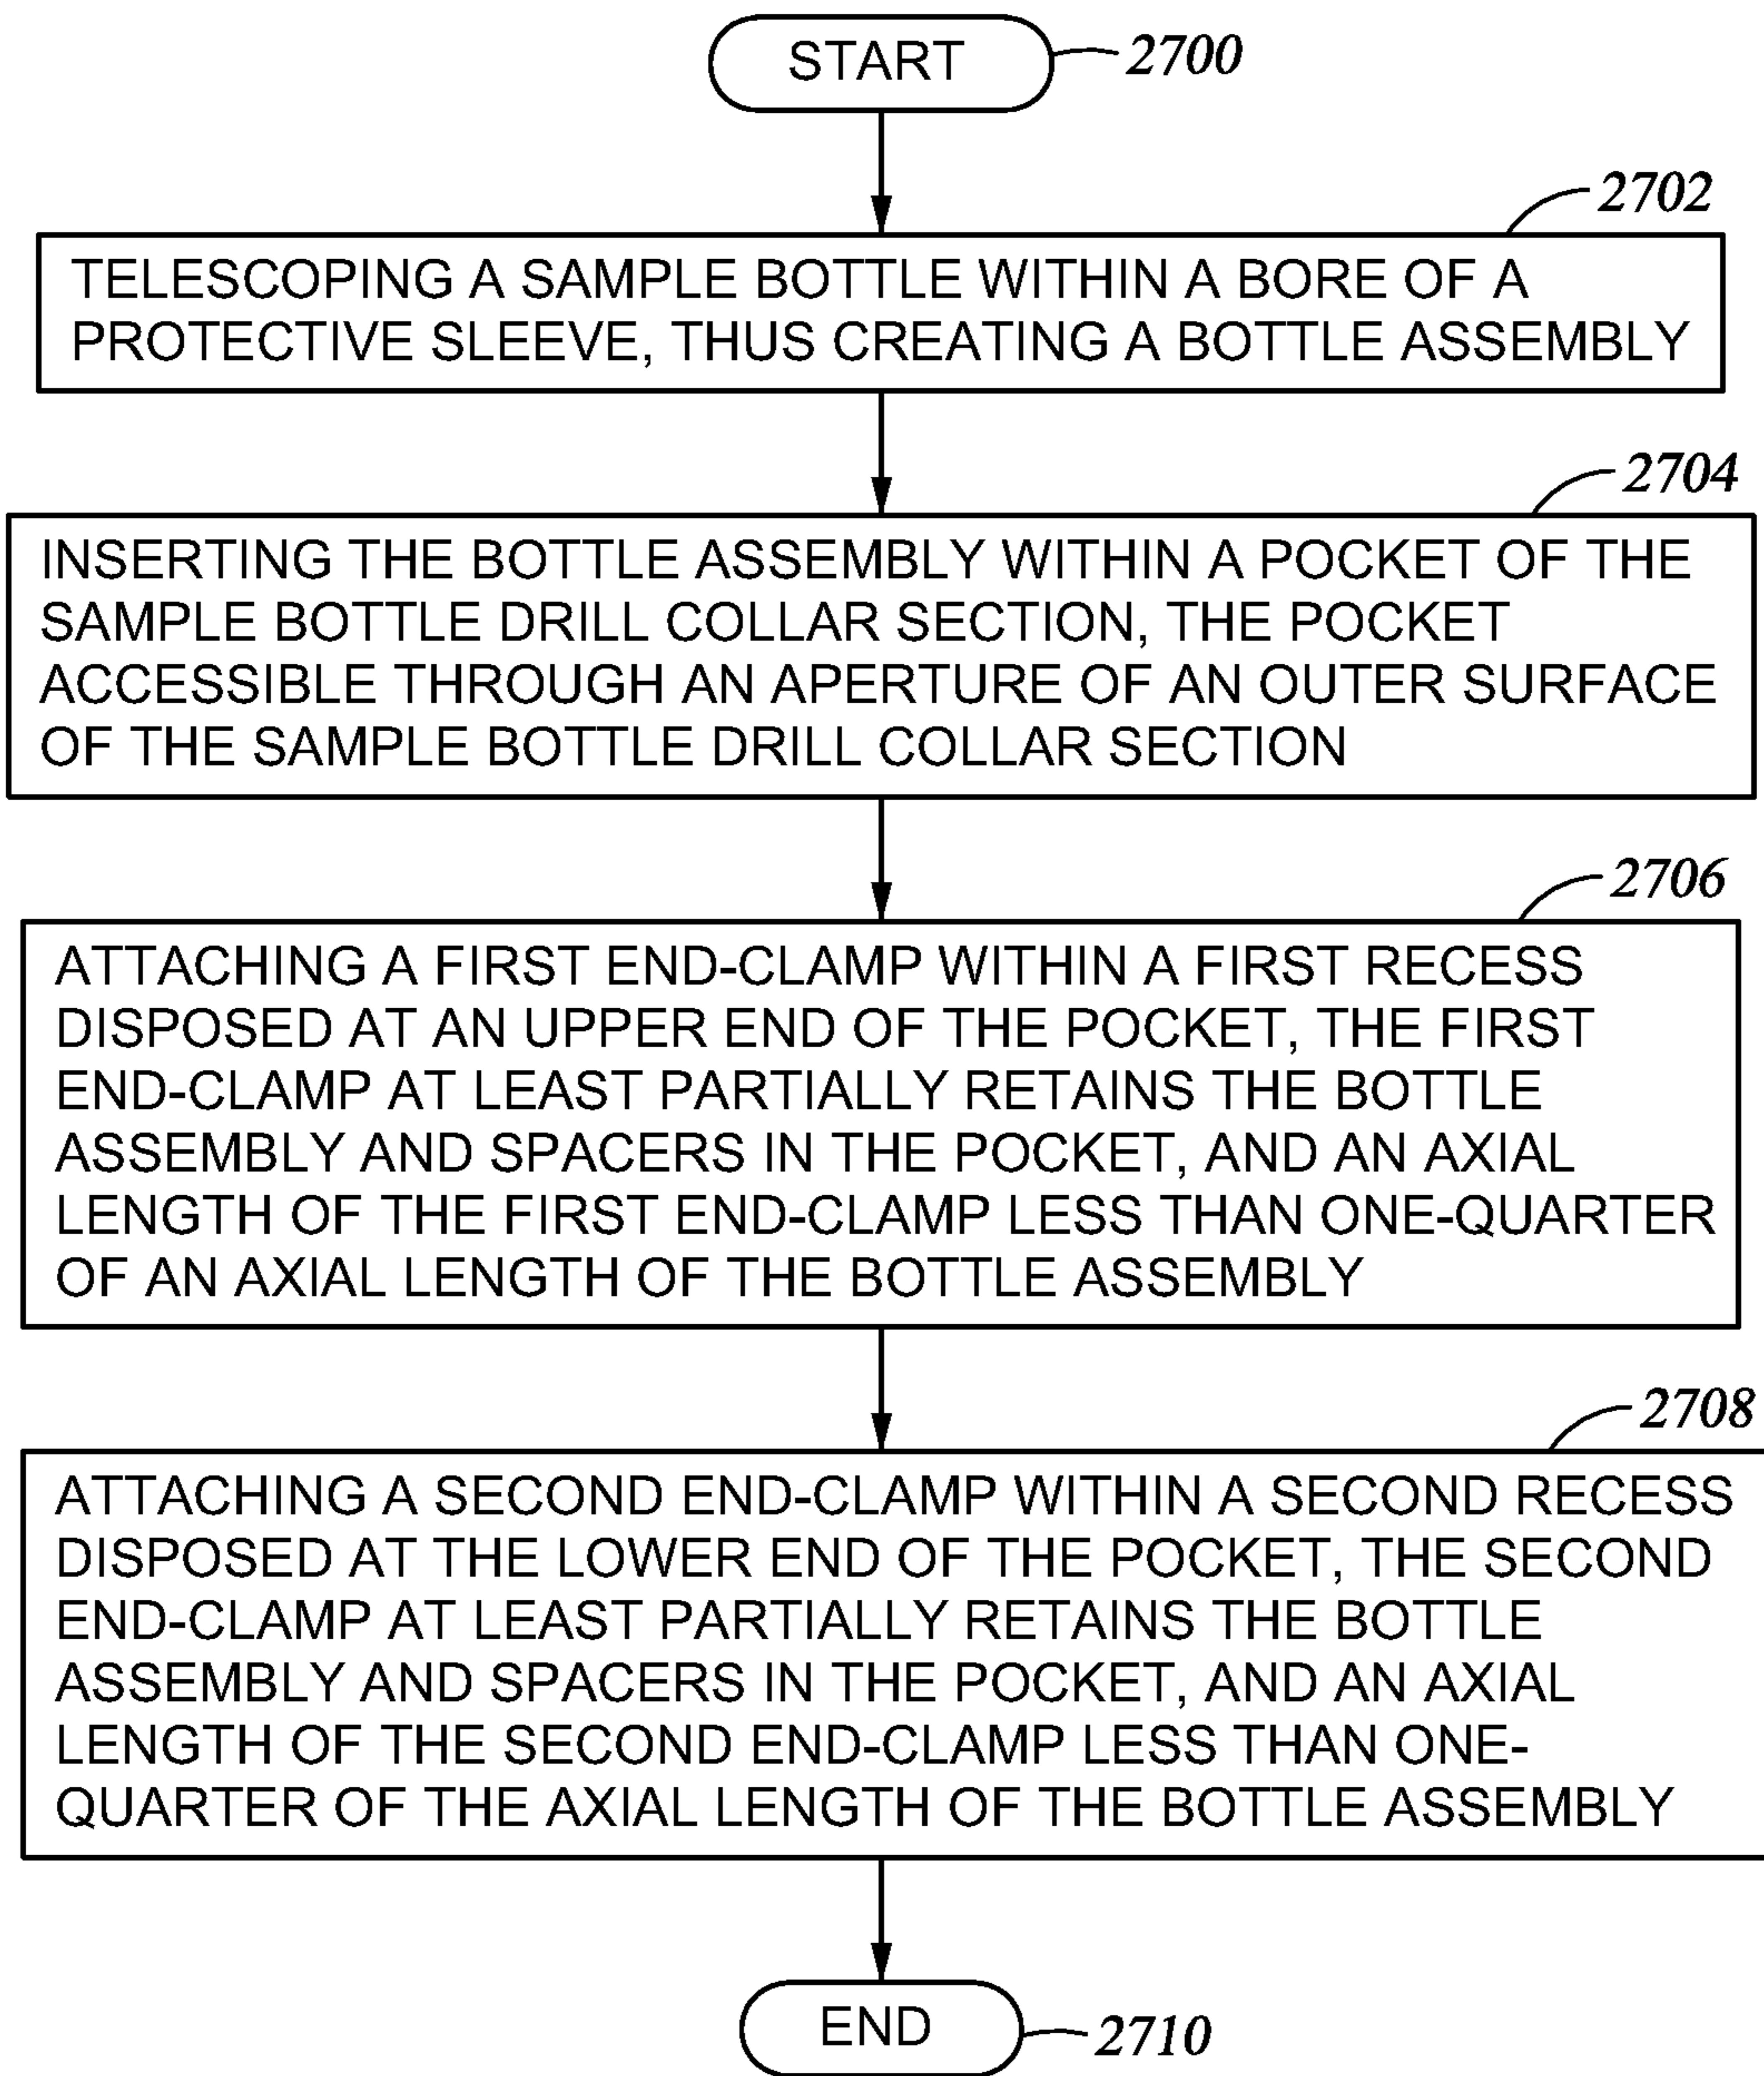 START
2700
2702
TELESCOPING A SAMPLE BOTTLE WITHIN A BORE OF A
PROTECTIVE SLEEVE, THUS CREATING A BOTTLE ASSEMBLY
2704
INSERTING THE BOTTLE ASSEMBLY WITHIN A POCKET OF THE
SAMPLE BOTTLE DRILL COLLAR SECTION, THE POCKET
ACCESSIBLE THROUGH AN APERTURE OF AN OUTER SURFACE
OF THE SAMPLE BOTTLE DRILL COLLAR SECTION
2706
ATTACHING A FIRST END-CLAMP WITHIN A FIRST RECESS
DISPOSED AT AN UPPER END OF THE POCKET, THE FIRST
END-CLAMP AT LEAST PARTIALLY RETAINS THE BOTTLE
ASSEMBLY AND SPACERS IN THE POCKET, AND AN AXIAL
LENGTH OF THE FIRST END-CLAMP LESS THAN ONE-QUARTER
OF AN AXIAL LENGTH OF THE BOTTLE ASSEMBLY
2708
ATTACHING A SECOND END-CLAMP WITHIN A SECOND RECESS
DISPOSED AT THE LOWER END OF THE POCKET, THE SECOND
END-CLAMP AT LEAST PARTIALLY RETAINS THE BOTTLE
ASSEMBLY AND SPACERS IN THE POCKET, AND AN AXIAL
LENGTH OF THE SECOND END-CLAMP LESS THAN ONE-
QUARTER OF THE AXIAL LENGTH OF THE BOTTLE ASSEMBLY
END
2710